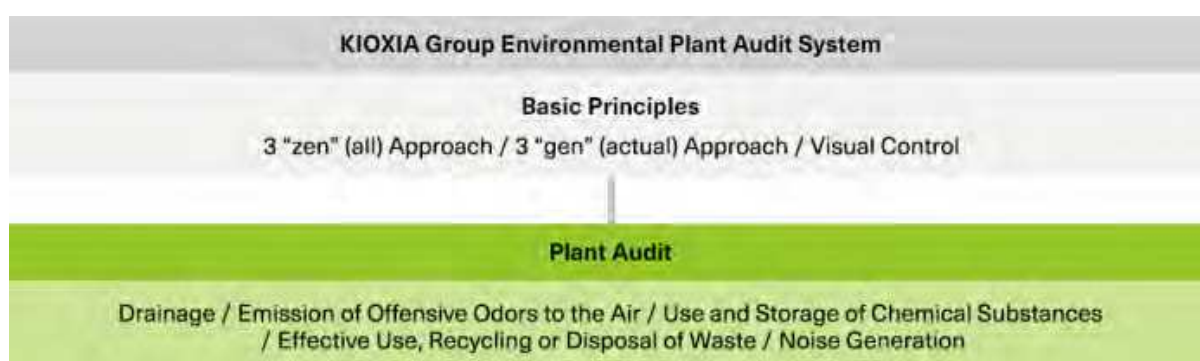 KIOXIA Group Environmental Plant Audit System
Basic Principles
3 "zen" (all) Approach / 3 "gen" (actual) Approach / Visual Control
Plant Audit
Drainage / Emission of Offensive Odors to the Air / Use and Storage of Chemical Substances
/ Effective Use, Recycling or Disposal of Waste / Noise Generation